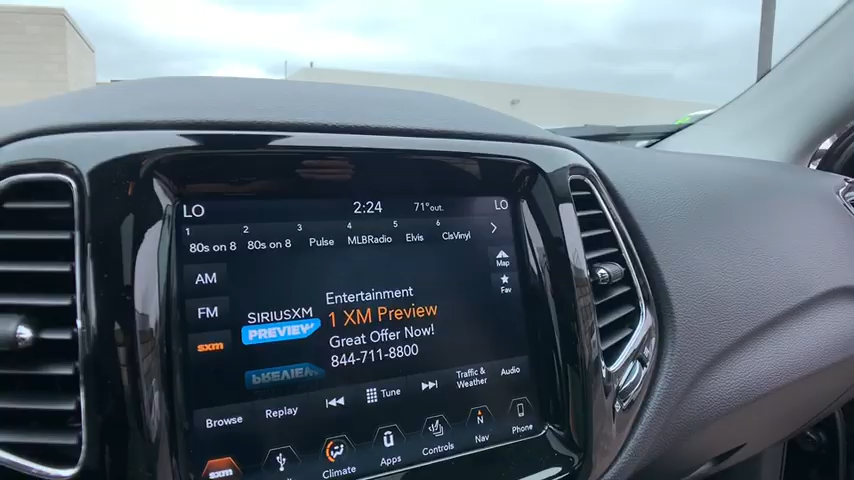 LO 2:24 71°out. LO
1 2 3 4 5 6
80s on 8 80s on 8 Pulse MLBRadio Elvis ClsVinyl
AM
FM
sxm
Map
Fav
SIRIUSXM
PREVIEW
Entertainment
1 XM Preview
Great Offer Now!
844-711-8800
Browse Replay Tune Traffic &
Weather Audio
sxm Climate Apps Controls N Nav Phone